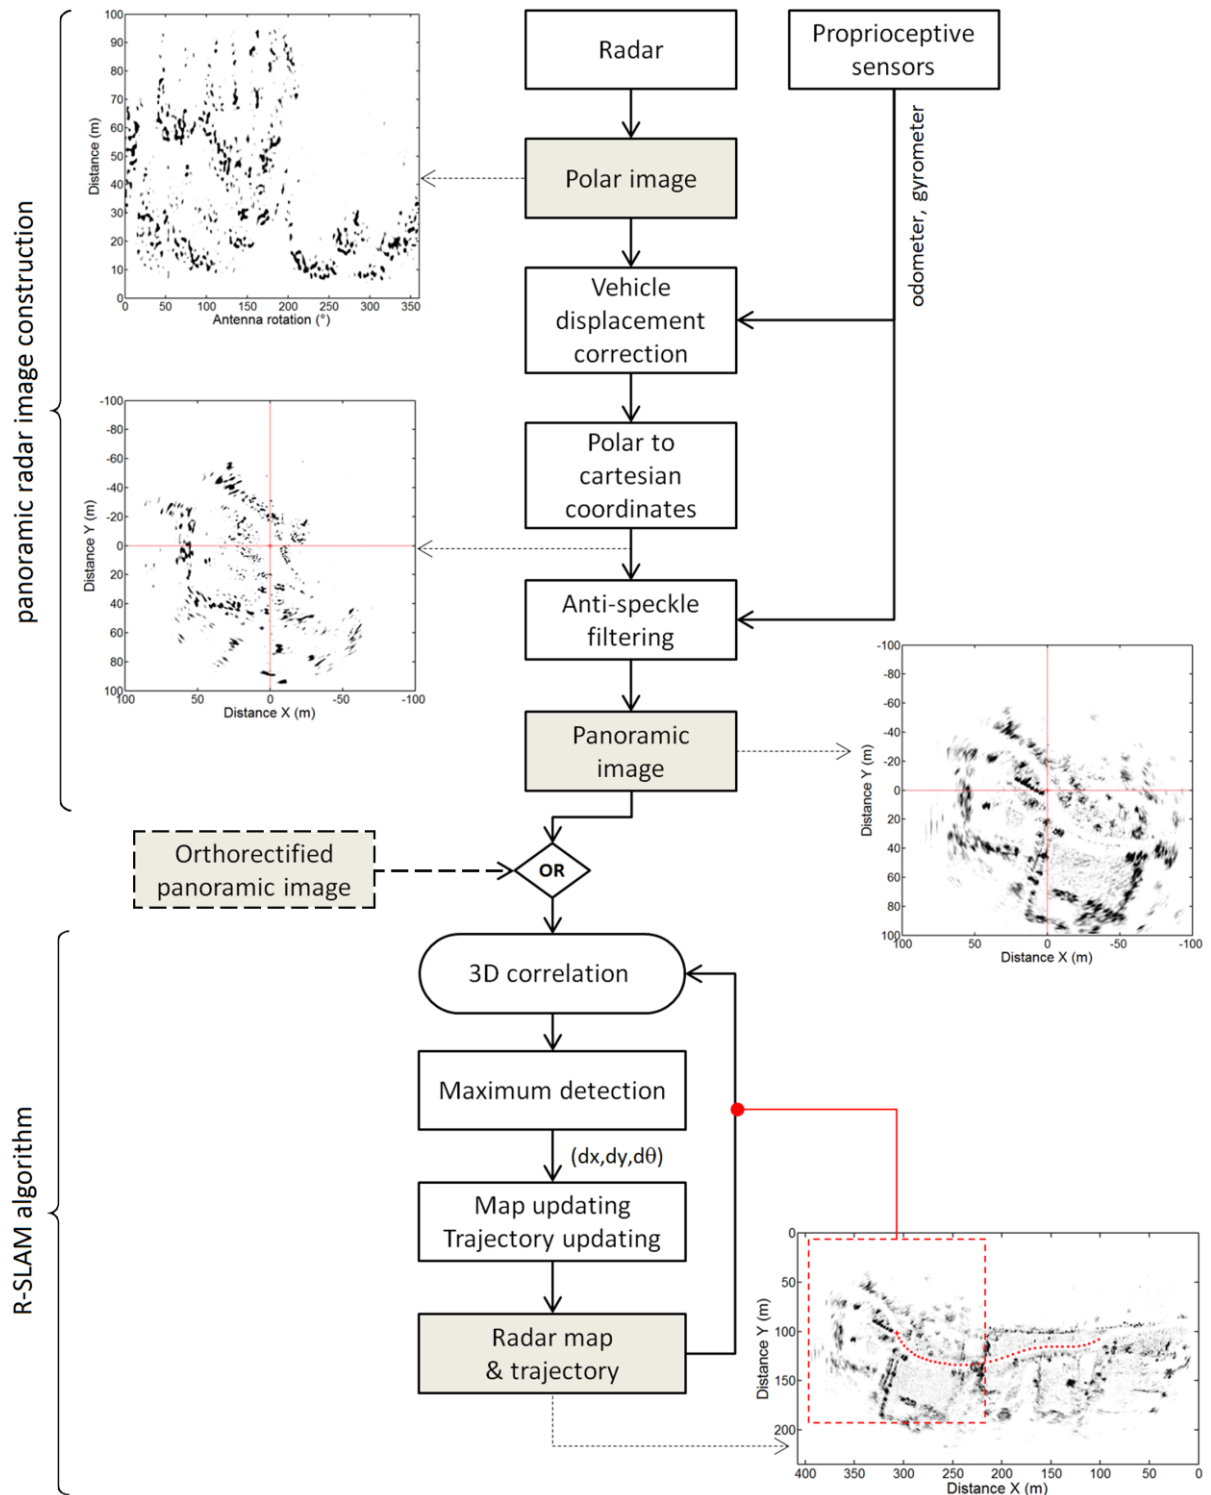 panoramic radar image construction
100
90
80
70
60
50
40
30
20
10
0
Distance (m)
0
50
100
150
200
250
300
350
Antenna rotation (°)
Radar
Proprioceptive
sensors
odometer, gyrometer
Polar image
Vehicle
displacement
correction
-100
-80
-60
-40
-20
0
20
40
60
80
100
Distance Y (m)
100
50
0
-50
-100
Distance X (m)
Polar to
cartesian
coordinates
Anti-speckle
filtering
Panoramic
image
-100
-80
-60
-40
-20
0
20
40
60
80
100
Distance Y (m)
100
50
0
-50
-100
Distance X (m)
Orthorectified
panoramic image
OR
R-SLAM algorithm
3D correlation
Maximum detection
(dx,dy,dθ)
Map updating
Trajectory updating
Radar map
& trajectory
0
50
100
150
200
Distance Y (m)
400
350
300
250
200
150
100
50
0
Distance X (m)